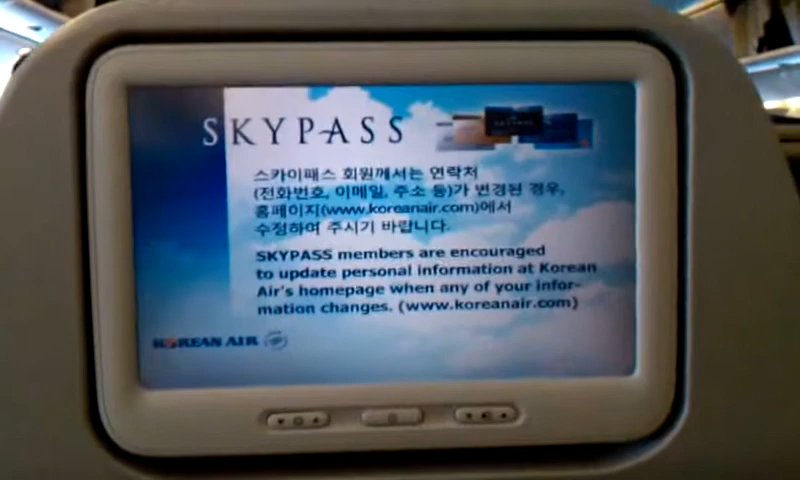 SKYPASS
스카이패스 회원께서는 연락처
(전화번호, 이메일, 주소 등)가 변경된 경우,
홈페이지(www.koreanair.com)에서
수정하여 주시기 바랍니다.
SKYPASS members are encouraged
to update personal information at Korean
Air's homepage when any of your infor-
mation changes. (www.koreanair.com)
KOREAN AIR